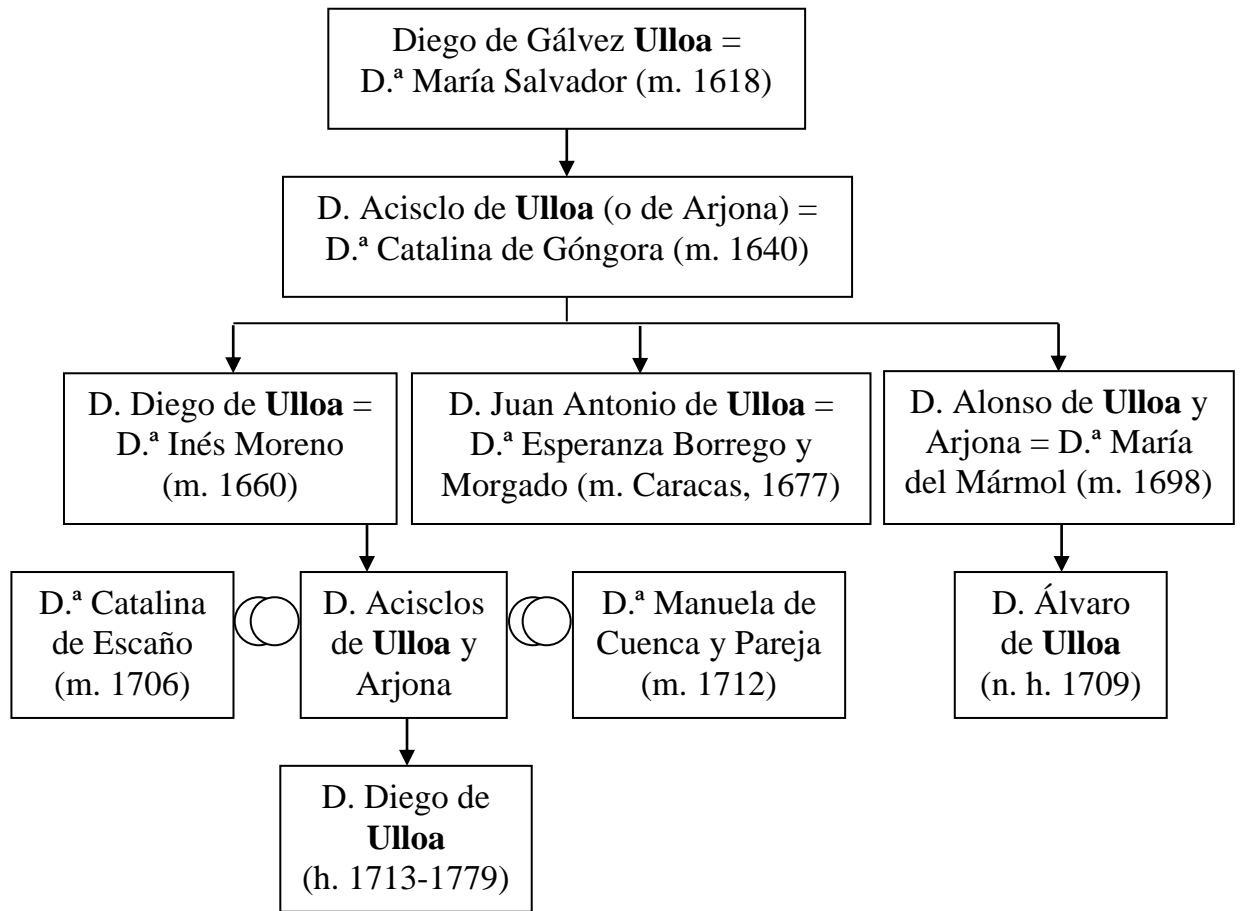 Diego de Gálvez Ulloa =
D.ª María Salvador (m. 1618)
D. Acisclo de Ulloa (o de Arjona) =
D.ª Catalina de Góngora (m. 1640)
D. Diego de Ulloa =
D.ª Inés Moreno
(m. 1660)
D. Juan Antonio de Ulloa =
D.ª Esperanza Borrego y
Morgado (m. Caracas, 1677)
D. Alonso de Ulloa y
Arjona = D.ª María
del Mármol (m. 1698)
D.ª Catalina
de Escaño
(m. 1706)
D. Acisclos
de Ulloa y
Arjona
D.ª Manuela de
Cuenca y Pareja
(m. 1712)
D. Álvaro
de Ulloa
(n. h. 1709)
D. Diego de
Ulloa
(h. 1713-1779)